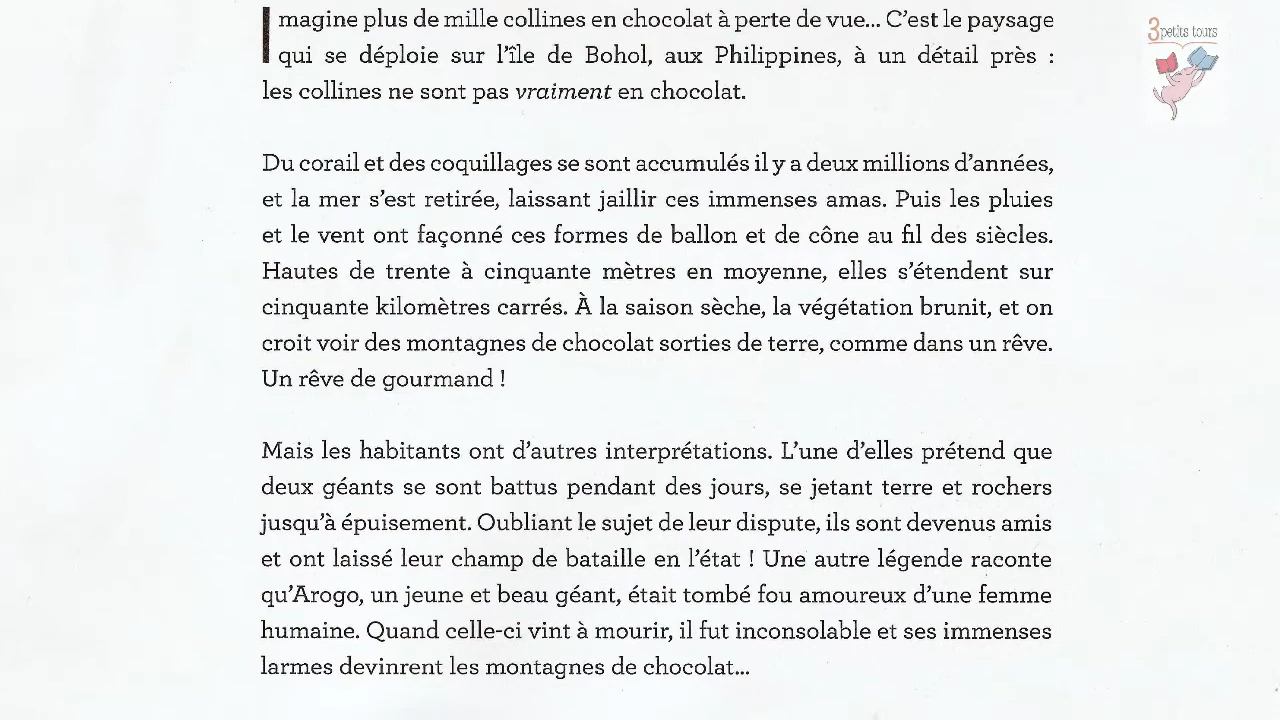 Imagine plus de mille collines en chocolat à perte de vue... C'est le paysage
qui se déploie sur l'île de Bohol, aux Philippines, à un détail près :
les collines ne sont pas vraiment en chocolat.
Du corail et des coquillages se sont accumulés il y a deux millions d'années,
et la mer s'est retirée, laissant jaillir ces immenses amas. Puis les pluies
et le vent ont façonné ces formes de ballon et de cône au fil des siècles.
Hautes de trente à cinquante mètres en moyenne, elles s'étendent sur
cinquante kilomètres carrés. À la saison sèche, la végétation brunit, et on
croit voir des montagnes de chocolat sorties de terre, comme dans un rêve.
Un rêve de gourmand !
Mais les habitants ont d'autres interprétations. L'une d'elles prétend que
deux géants se sont battus pendant des jours, se jetant terre et rochers
jusqu'à épuisement. Oubliant le sujet de leur dispute, ils sont devenus amis
et ont laissé leur champ de bataille en l'état ! Une autre légende raconte
qu'Arogo, un jeune et beau géant, était tombé fou amoureux d'une femme
humaine. Quand celle-ci vint à mourir, il fut inconsolable et ses immenses
larmes devinrent les montagnes de chocolat...
3 petits tours